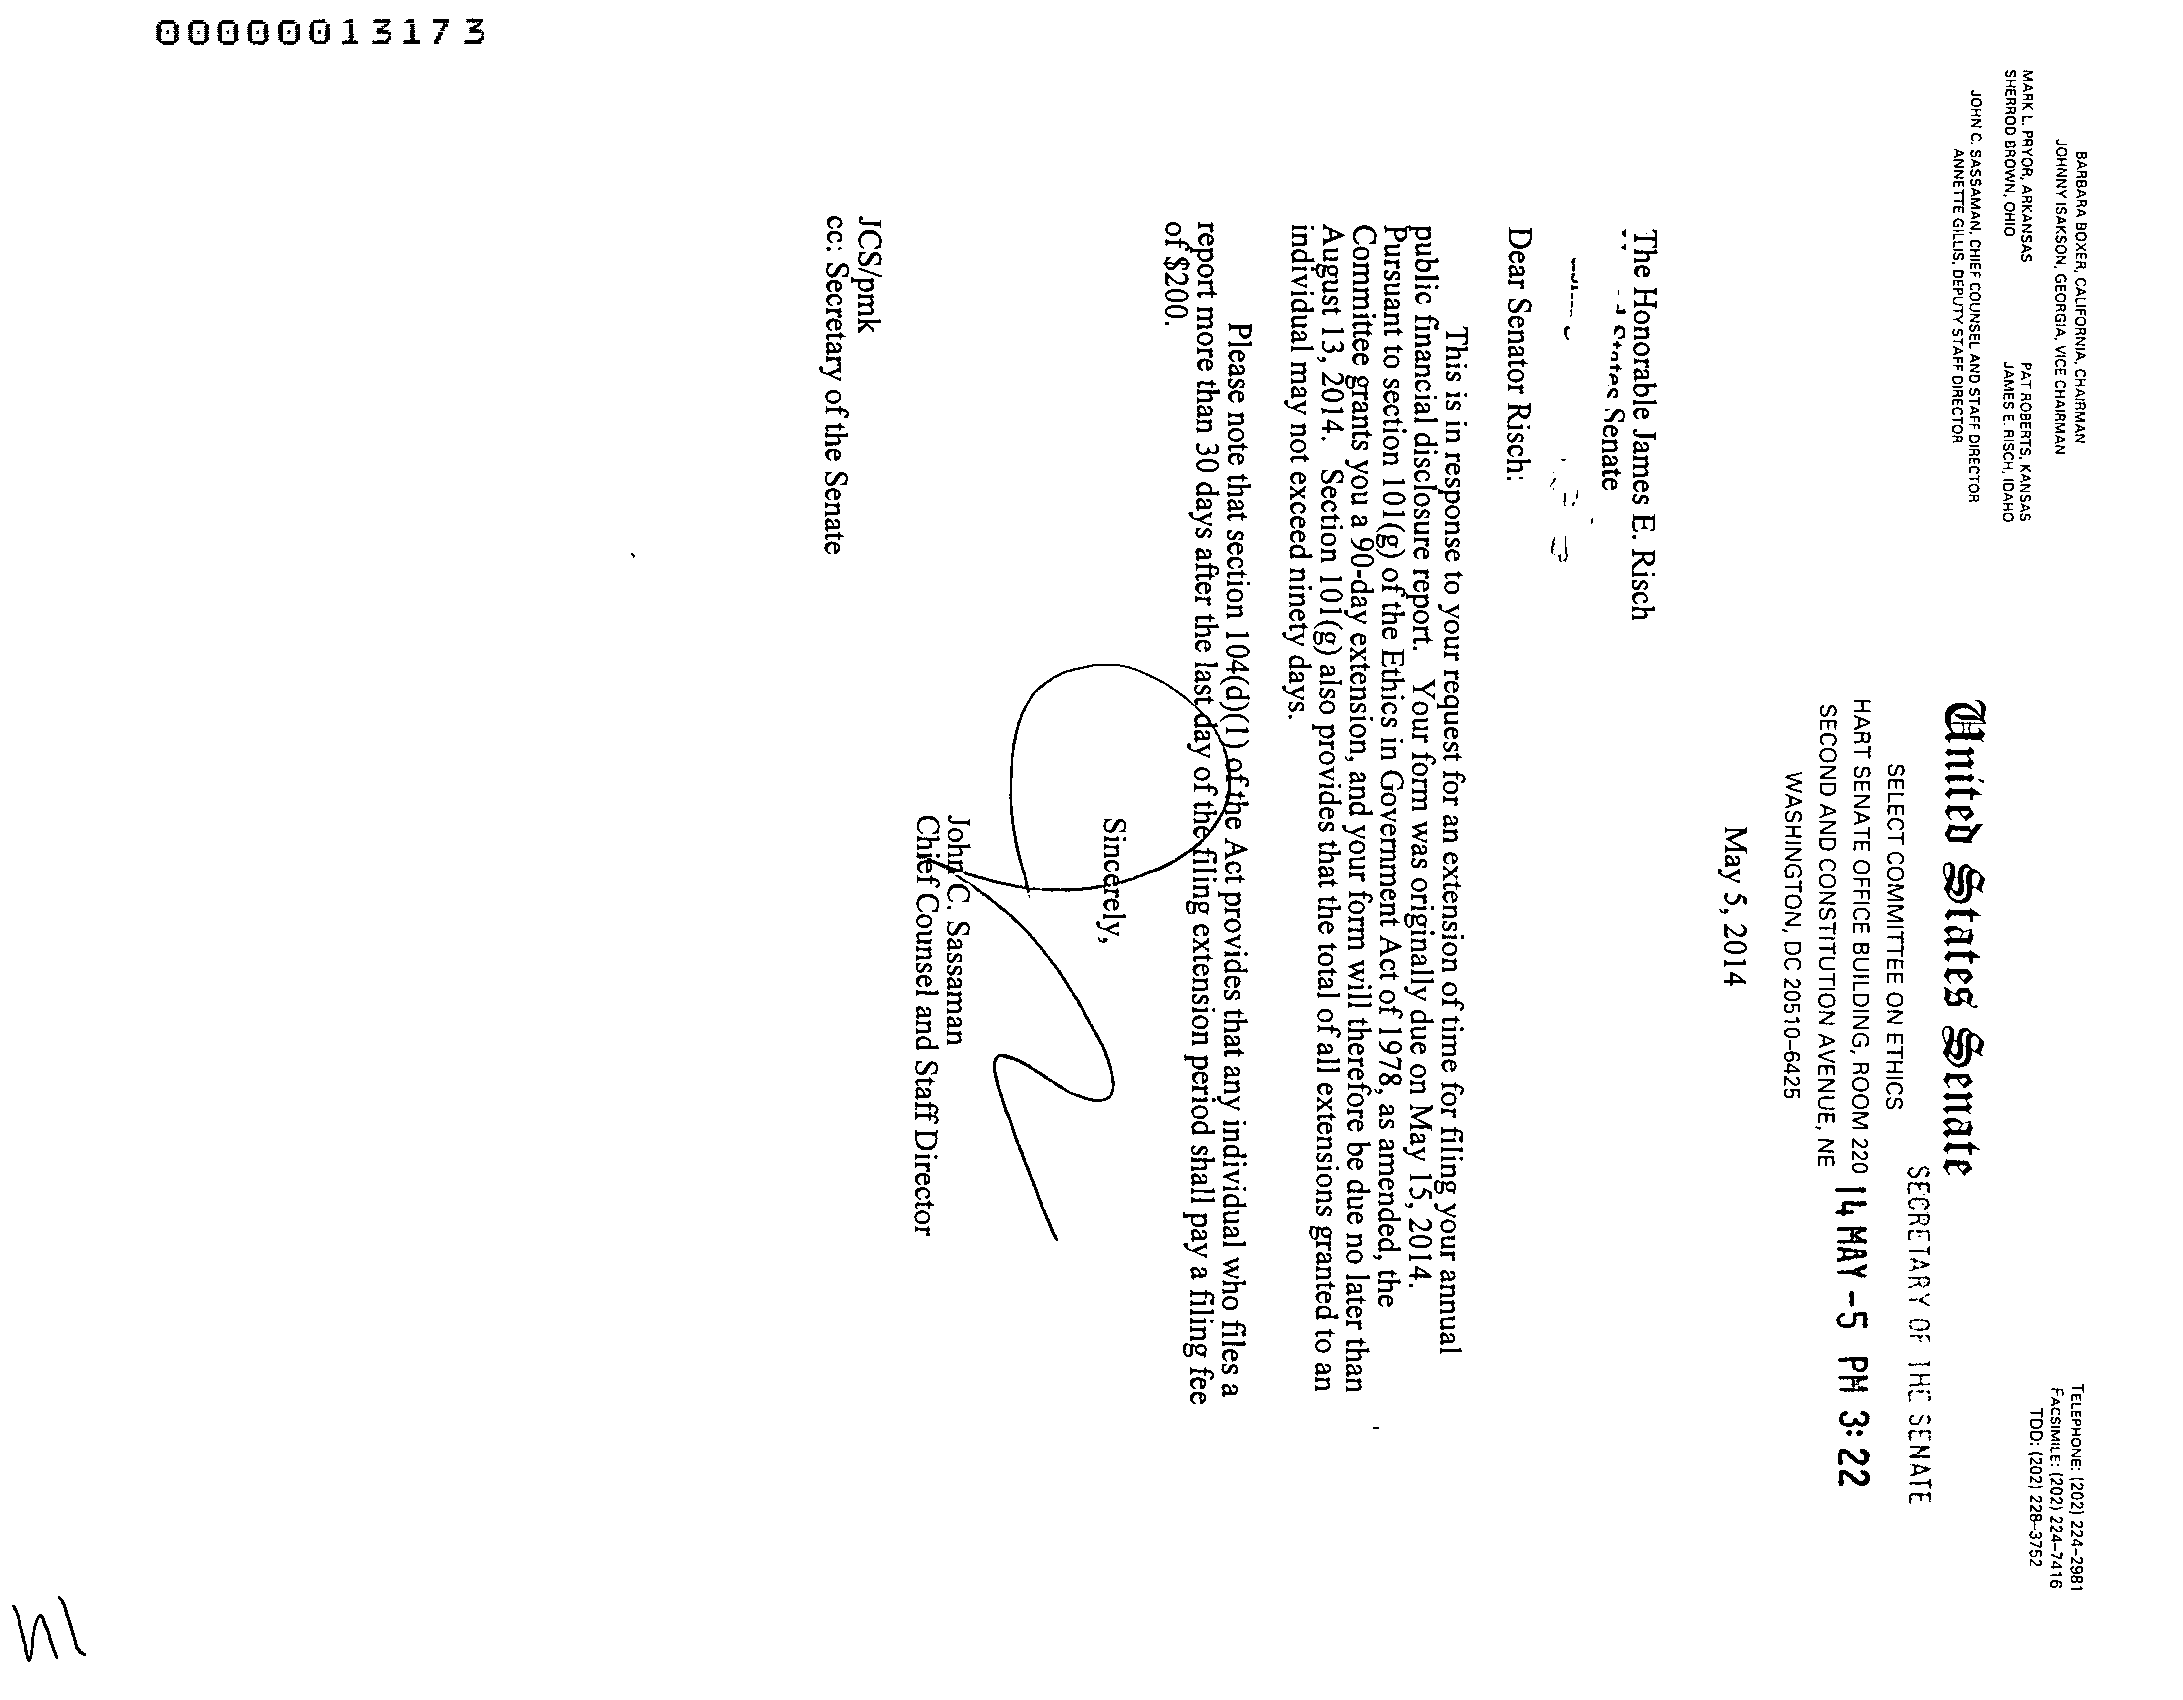 00000013173
BARBARA BOXER, CALIFORNIA, CHAIRMAN
JOHNNY ISAKSON, GEORGIA, VICE CHAIRMAN
MARK L. PRYOR, ARKANSAS PAT ROBERTS, KANSAS
SHERROD BROWN, OHIO JAMES E. RISCH, IDAHO
JOHN C. SASSAMAN, CHIEF COUNSEL AND STAFF DIRECTOR
ANNETTE GILLIS, DEPUTY STAFF DIRECTOR
TELEPHONE: (202) 224-2981
FACSIMILE: (202) 224-7416
TDD: (202) 228-3752
United States Senate
SELECT COMMITTEE ON ETHICS
HART SENATE OFFICE BUILDING, ROOM 220
SECOND AND CONSTITUTION AVENUE, NE
WASHINGTON, DC 20510-6425
SECRETARY OF THE SENATE
14 MAY -5 PM 3:22
May 5, 2014
The Honorable James E. Risch
States Senate
Dear Senator Risch:
This is in response to your request for an extension of time for filing your annual
public financial disclosure report. Your form was originally due on May 15, 2014.
Pursuant to section 101(g) of the Ethics in Government Act of 1978, as amended, the
Committee grants you a 90-day extension, and your form will therefore be due no later than
August 13, 2014. Section 101(g) also provides that the total of all extensions granted to an
individual may not exceed ninety days.
Please note that section 104(d)(1) of the Act provides that any individual who files a
report more than 30 days after the last day of the filing extension period shall pay a filing fee
of $200.
Sincerely,
John C. Sassaman
Chief Counsel and Staff Director
JCS/pmk
cc: Secretary of the Senate